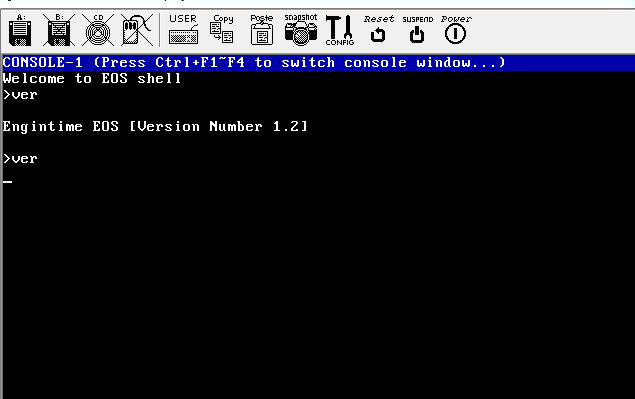 A: B: CD USER Copy Paste snapshot CONFIG Reset SUSPEND Power
CONSOLE-1 (Press Ctrl+F1~F4 to switch console window...)
Welcome to EOS shell
>ver
Engintime EOS [Version Number 1.2]
>ver